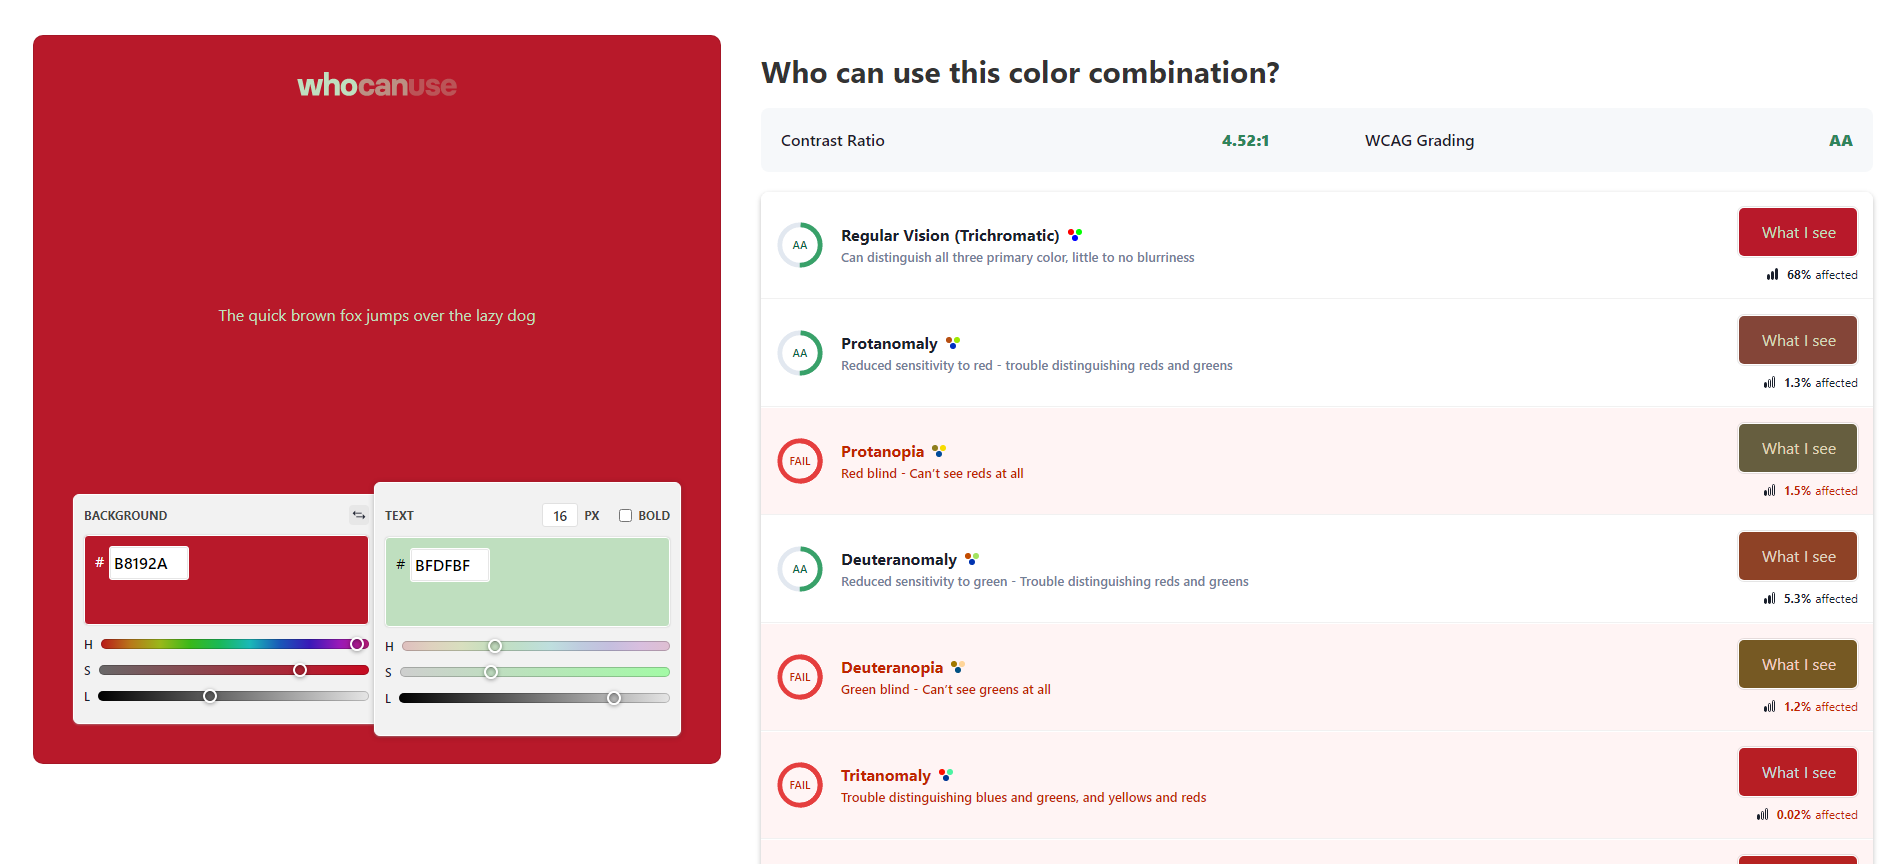 whocanuse
The quick brown fox jumps over the lazy dog
BACKGROUND
# B8192A
H
S
L
TEXT
16 PX BOLD
# BFDFBF
H
S
L
Who can use this color combination?
Contrast Ratio 4.52:1 WCAG Grading AA
AA
Regular Vision (Trichromatic)
Can distinguish all three primary color, little to no blurriness
What I see
68% affected
AA
Protanomaly
Reduced sensitivity to red - trouble distinguishing reds and greens
What I see
1.3% affected
FAIL
Protanopia
Red blind - Can’t see reds at all
What I see
1.5% affected
AA
Deuteranomaly
Reduced sensitivity to green - Trouble distinguishing reds and greens
What I see
5.3% affected
FAIL
Deuteranopia
Green blind - Can’t see greens at all
What I see
1.2% affected
FAIL
Tritanomaly
Trouble distinguishing blues and greens, and yellows and reds
What I see
0.02% affected